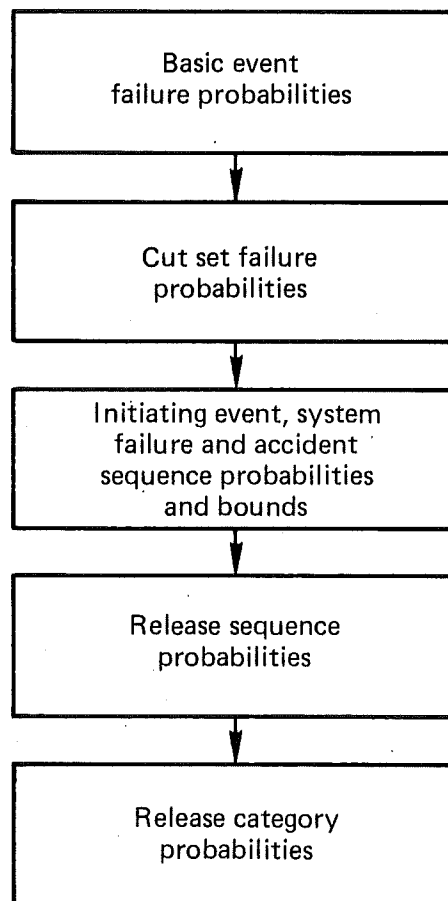 Basic event
failure probabilities
Cut set failure
probabilities
Initiating event, system
failure and accident
sequence probabilities
and bounds
Release sequence
probabilities
Release category
probabilities